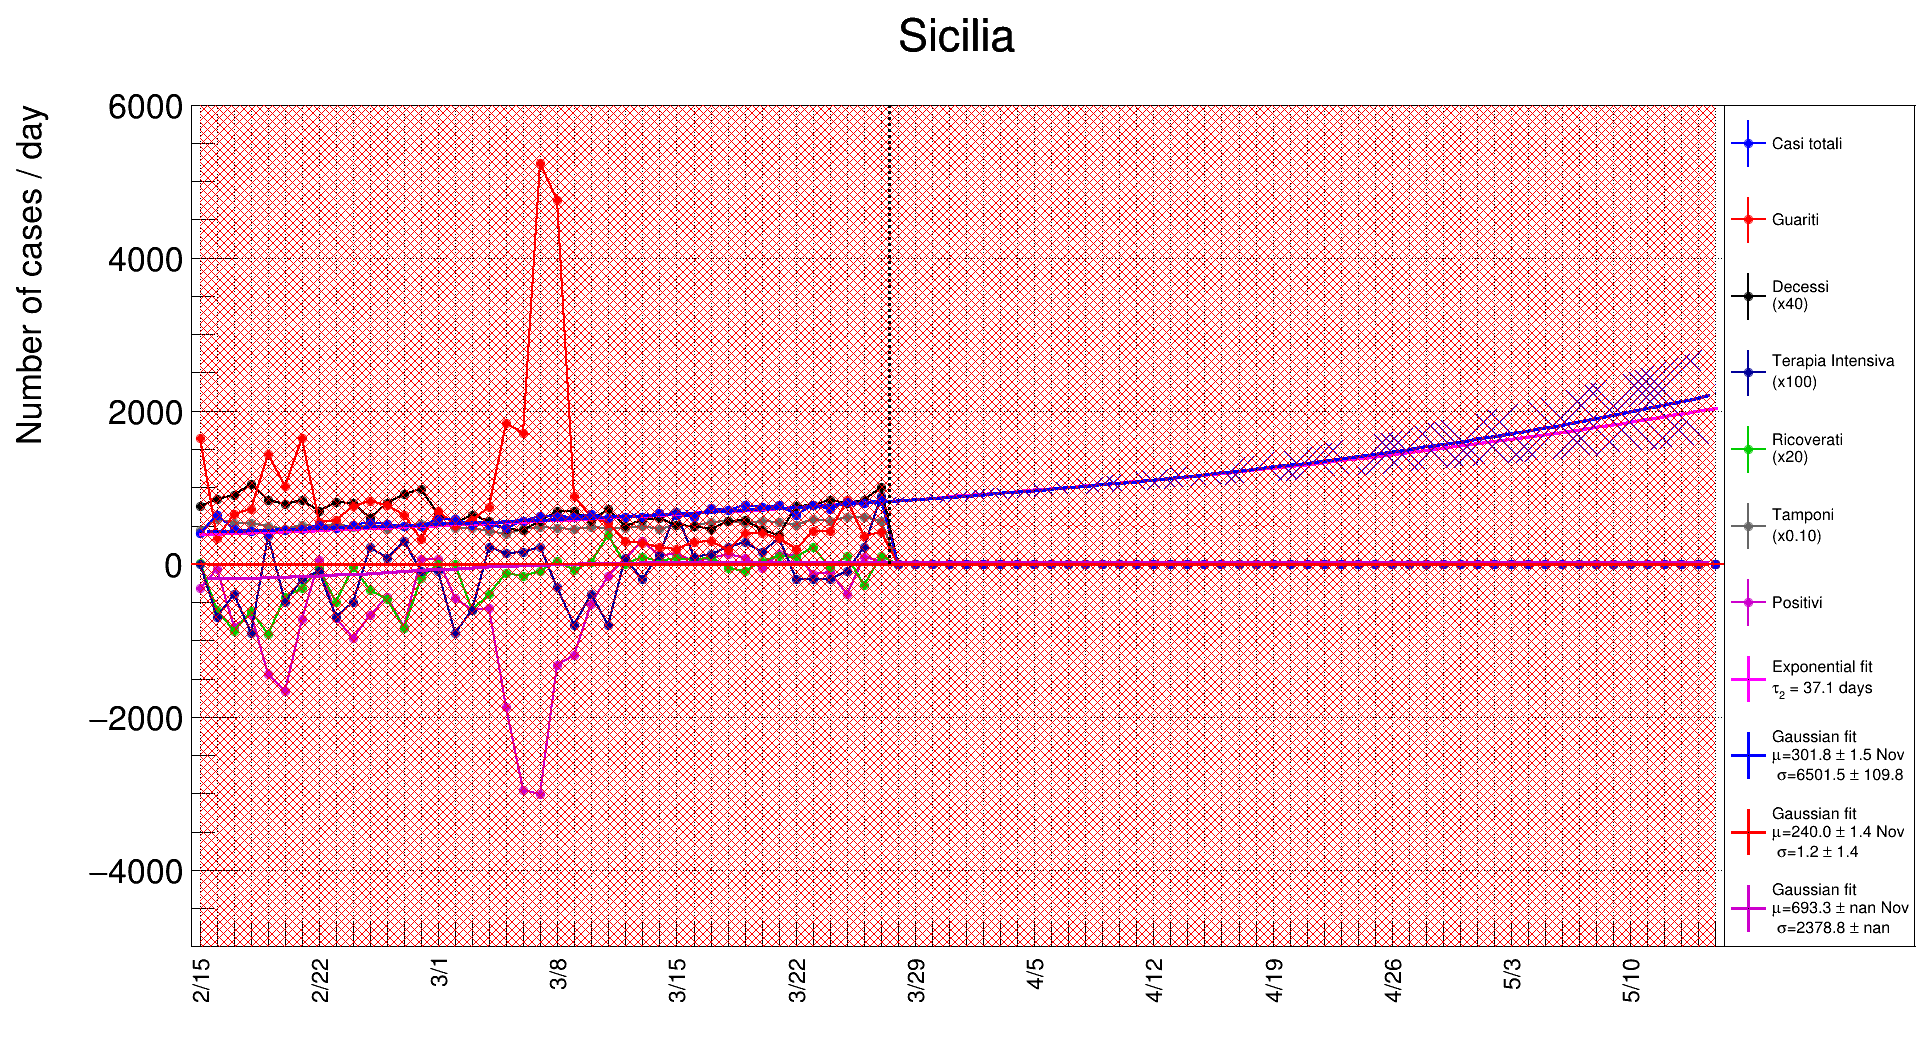 Sicilia
Number of cases / day
6000
4000
2000
0
−2000
−4000
2/15
2/22
3/1
3/8
3/15
3/22
3/29
4/5
4/12
4/19
4/26
5/3
5/10
Casi totali
Guariti
Decessi
(x40)
Terapia Intensiva
(x100)
Ricoverati
(x20)
Tamponi
(x0.10)
Positivi
Exponential fit
τ2 = 37.1 days
Gaussian fit
μ=301.8 ± 1.5 Nov
σ=6501.5 ± 109.8
Gaussian fit
μ=240.0 ± 1.4 Nov
σ=1.2 ± 1.4
Gaussian fit
μ=693.3 ± nan Nov
σ=2378.8 ± nan